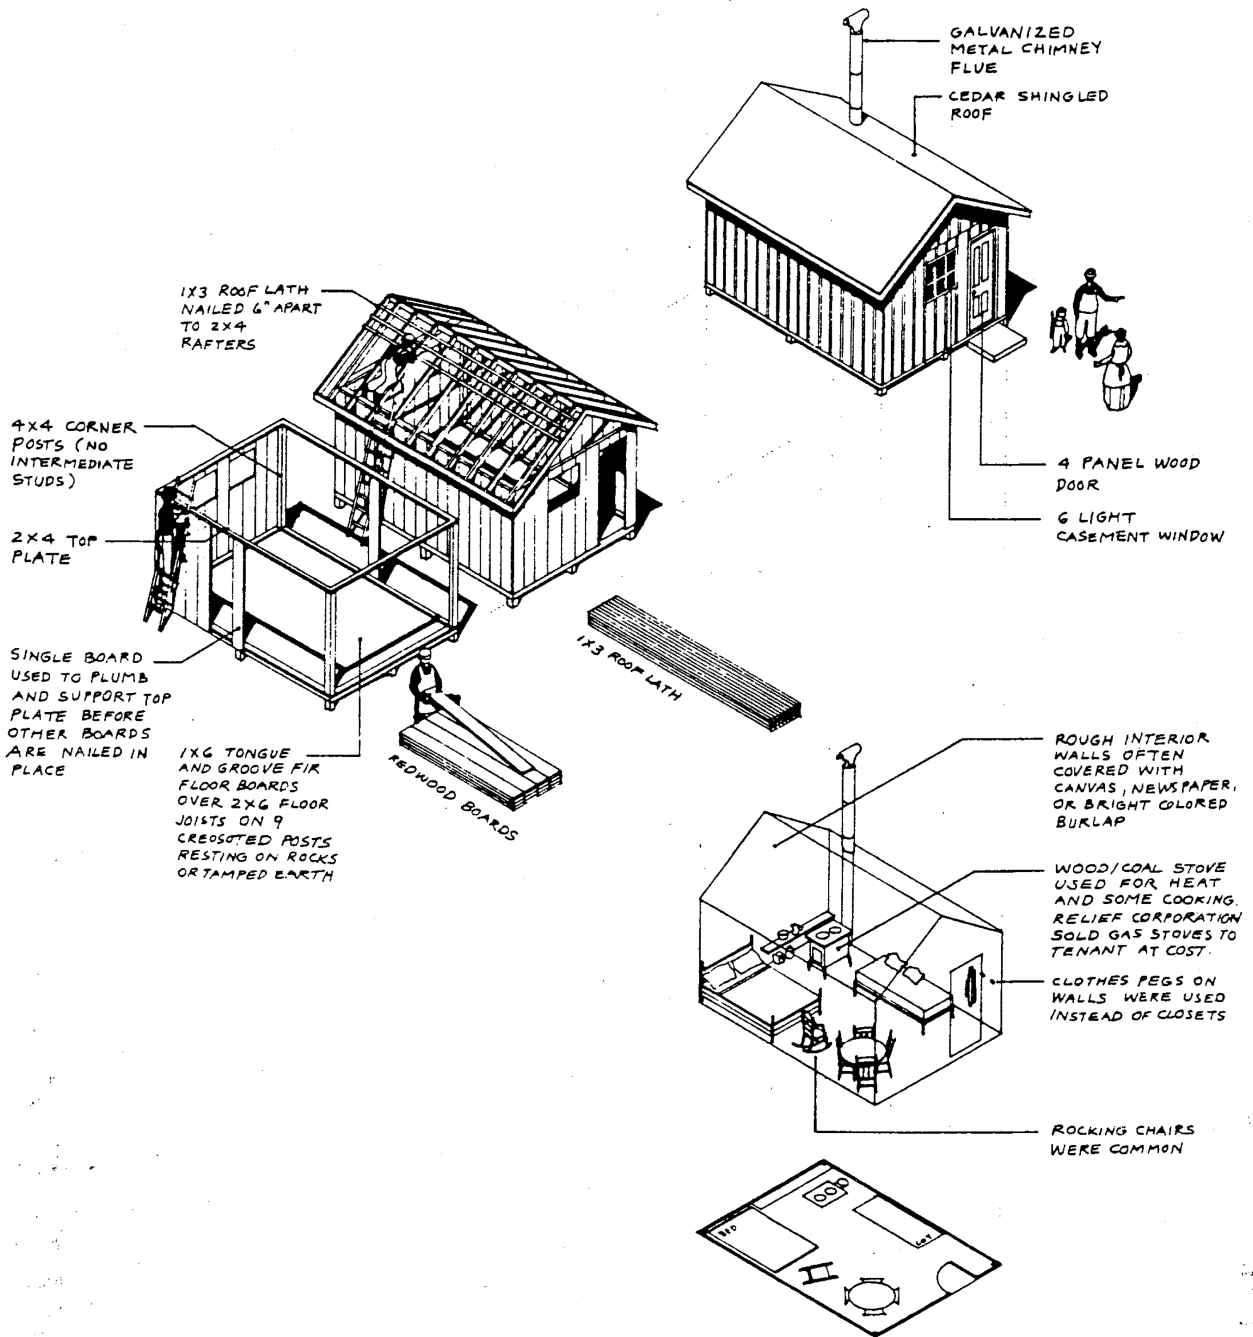 GALVANIZED
METAL CHIMNEY
FLUE
CEDAR SHINGLED
ROOF
1X3 ROOF LATH
NAILED 6" APART
TO 2X4
RAFTERS
4X4 CORNER
POSTS (NO
INTERMEDIATE
STUDS)
2X4 TOP
PLATE
4 PANEL WOOD
DOOR
6 LIGHT
CASEMENT WINDOW
SINGLE BOARD
USED TO PLUMB
AND SUPPORT TOP
PLATE BEFORE
OTHER BOARDS
ARE NAILED IN
PLACE
1X6 TONGUE
AND GROOVE FIR
FLOOR BOARDS
OVER 2X6 FLOOR
JOISTS ON 9
CREOSOTED POSTS
RESTING ON ROCKS
OR TAMPED EARTH
1X3 ROOF LATH
REDWOOD BOARDS
ROUGH INTERIOR
WALLS OFTEN
COVERED WITH
CANVAS, NEWSPAPER,
OR BRIGHT COLORED
BURLAP
WOOD/COAL STOVE
USED FOR HEAT
AND SOME COOKING.
RELIEF CORPORATION
SOLD GAS STOVES TO
TENANT AT COST.
CLOTHES PEGS ON
WALLS WERE USED
INSTEAD OF CLOSETS
ROCKING CHAIRS
WERE COMMON
BED
COT